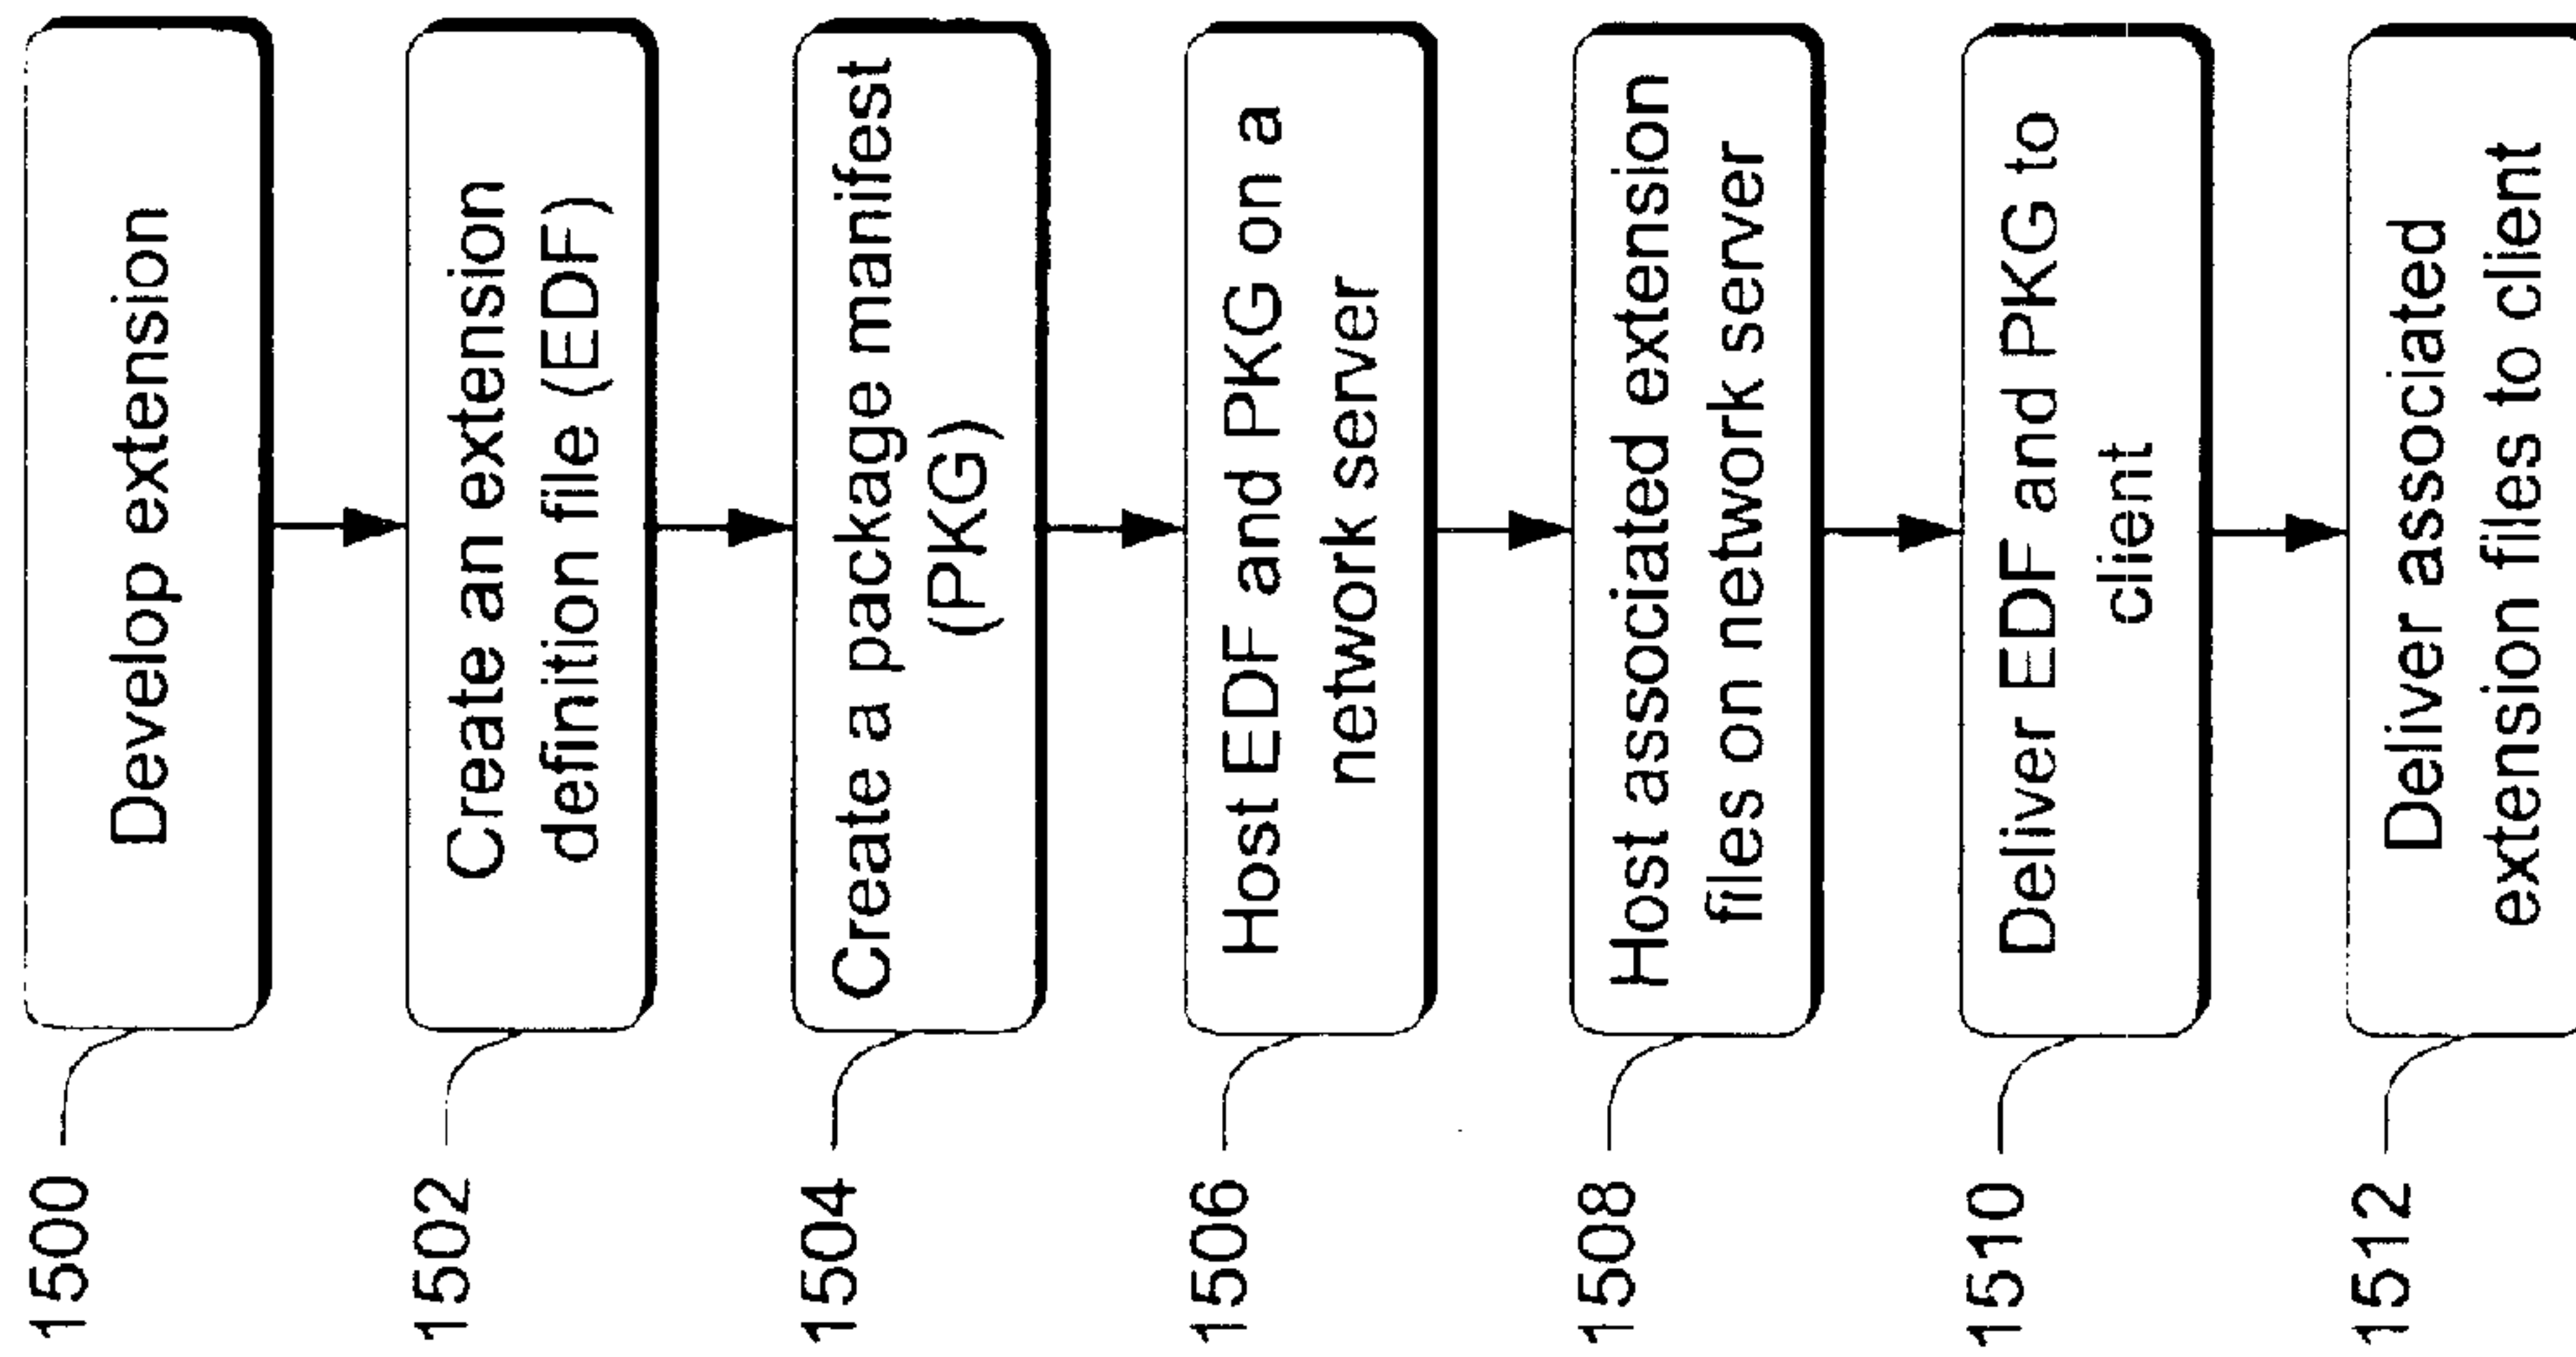 1500
Develop extension
1502
Create an extension
definition file (EDF)
1504
Create a package manifest
(PKG)
1506
Host EDF and PKG on a
network server
1508
Host associated extension
files on network server
1510
Deliver EDF and PKG to
client
1512
Deliver associated
extension files to client